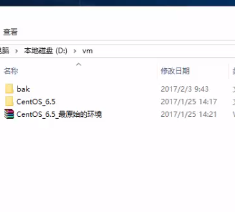 查看
电脑 › 本地磁盘 (D:) › vm
名称 修改日期
bak 2017/2/3 9:43
CentOS_6.5 2017/1/25 14:17
CentOS_6.5_最原始的环境 2017/1/25 14:21